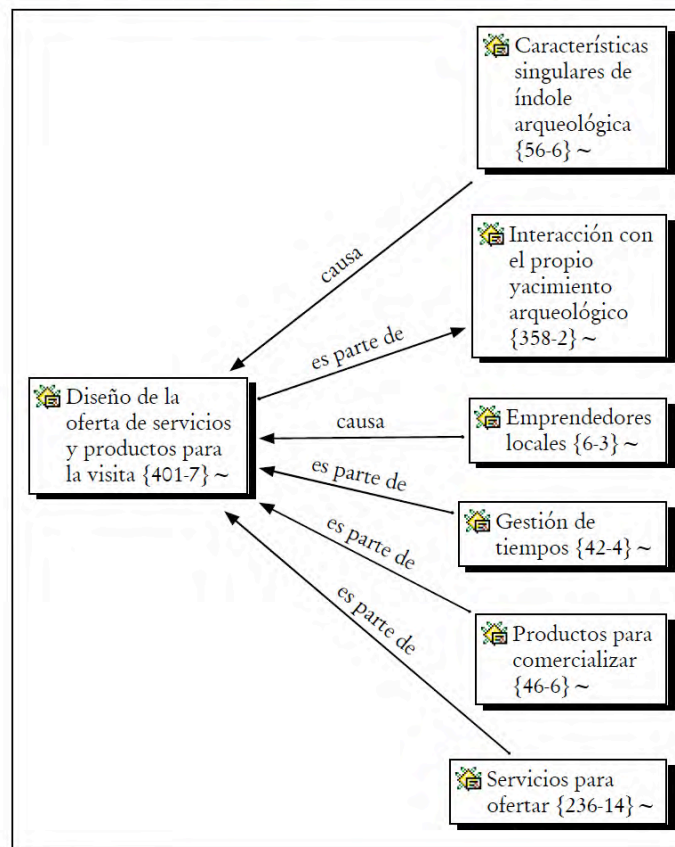 Características
singulares de
índole
arqueológica
{56-6} ~
causa
Interacción con
el propio
yacimiento
arqueológico
{358-2} ~
es parte de
Diseño de la
oferta de servicios
y productos para
la visita {401-7} ~
causa
Emprendedores
locales {6-3} ~
es parte de
Gestión de
tiempos {42-4} ~
es parte de
Productos para
comercializar
{46-6} ~
es parte de
Servicios para
ofertar {236-14} ~